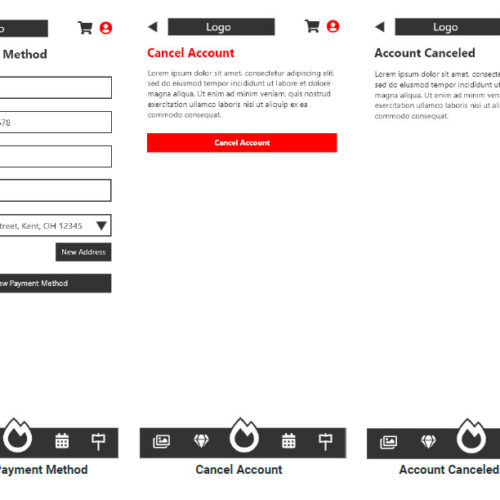 Method
578
treet, Kent, OH 12345
New Address
ew Payment Method
Payment Method
Logo
Cancel Account
Lorem ipsum dolor sit amet, consectetur adipiscing elit,
sed do eiusmod tempor incididunt ut labore et dolore
magna aliqua. Ut enim ad minim veniam, quis nostrud
exercitation ullamco laboris nisi ut aliquip ex ea
commodo consequat.
Cancel Account
Cancel Account
Logo
Account Canceled
Lorem ipsum dolor sit amet, consecte
sed do eiusmod tempor incididunt ut
magna aliqua. Ut enim ad minim ven
exercitation ullamco laboris nisi ut ali
commodo consequat.
Account Canceled